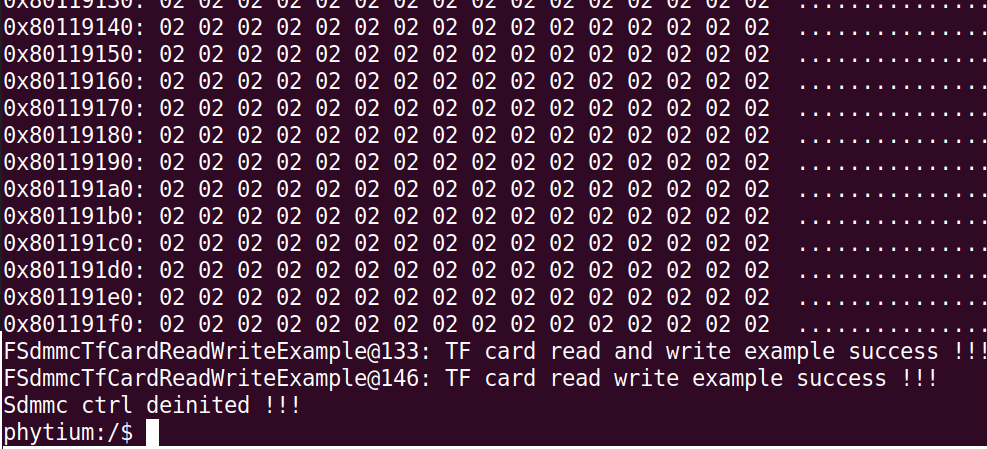 0x80119130: 02 02 02 02 02 02 02 02 02 02 02 02 02 02 02 02  ...............
0x80119140: 02 02 02 02 02 02 02 02 02 02 02 02 02 02 02 02  ...............
0x80119150: 02 02 02 02 02 02 02 02 02 02 02 02 02 02 02 02  ...............
0x80119160: 02 02 02 02 02 02 02 02 02 02 02 02 02 02 02 02  ...............
0x80119170: 02 02 02 02 02 02 02 02 02 02 02 02 02 02 02 02  ...............
0x80119180: 02 02 02 02 02 02 02 02 02 02 02 02 02 02 02 02  ...............
0x80119190: 02 02 02 02 02 02 02 02 02 02 02 02 02 02 02 02  ...............
0x801191a0: 02 02 02 02 02 02 02 02 02 02 02 02 02 02 02 02  ...............
0x801191b0: 02 02 02 02 02 02 02 02 02 02 02 02 02 02 02 02  ...............
0x801191c0: 02 02 02 02 02 02 02 02 02 02 02 02 02 02 02 02  ...............
0x801191d0: 02 02 02 02 02 02 02 02 02 02 02 02 02 02 02 02  ...............
0x801191e0: 02 02 02 02 02 02 02 02 02 02 02 02 02 02 02 02  ...............
0x801191f0: 02 02 02 02 02 02 02 02 02 02 02 02 02 02 02 02  ...............
FSdmmcTfCardReadWriteExample@133: TF card read and write example success !!!
FSdmmcTfCardReadWriteExample@146: TF card read write example success !!!
Sdmmc ctrl deinited !!!
phytium:/$